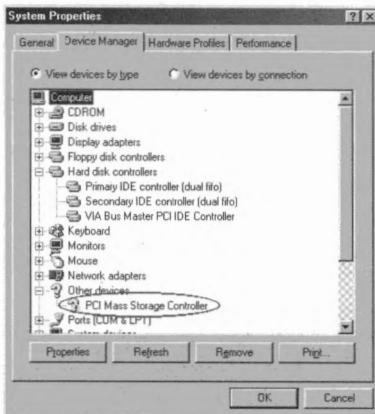 System Properties
General Device Manager Hardware Profiles Performance
View devices by type View devices by connection
Computer
CDROM
Disk drives
Display adapters
Floppy disk controllers
Hard disk controllers
Primary IDE controller (dual fifo)
Secondary IDE controller (dual fifo)
VIA Bus Master PCI IDE Controller
Keyboard
Monitors
Mouse
Network adapters
Other devices
PCI Mass Storage Controller
Ports (COM & LPT)
System devices
Properties Refresh Remove Print...
OK Cancel